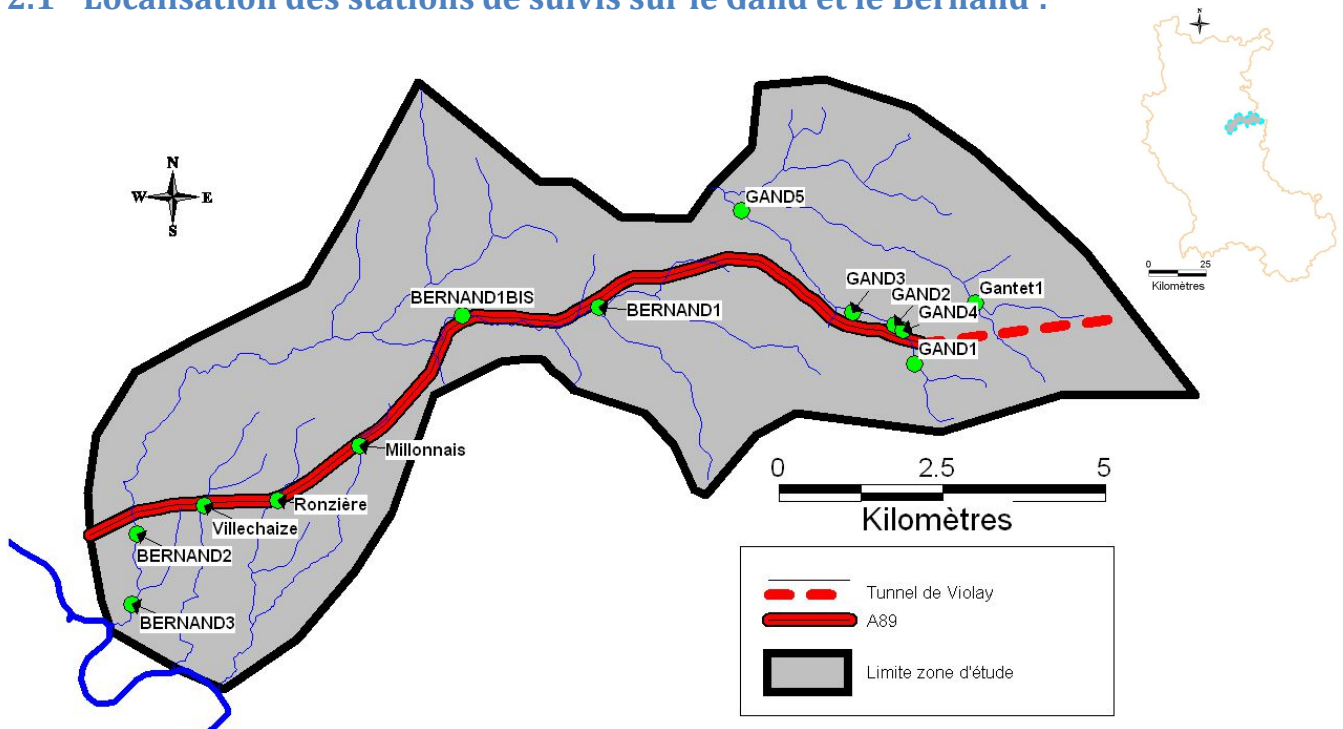 2.1 Localisation des stations de suivis sur le Gand et le Bernand :
N
0 25
Kilomètres
N
W E
S
GAND5
GAND3
Gantet1
GAND2
BERNAND1BIS
BERNAND1
GAND4
GAND1
Millonnais
0 2.5 5
Kilomètres
Ronzière
Villechaize
BERNAND2
BERNAND3
Tunnel de Violay
A89
Limite zone d'étude